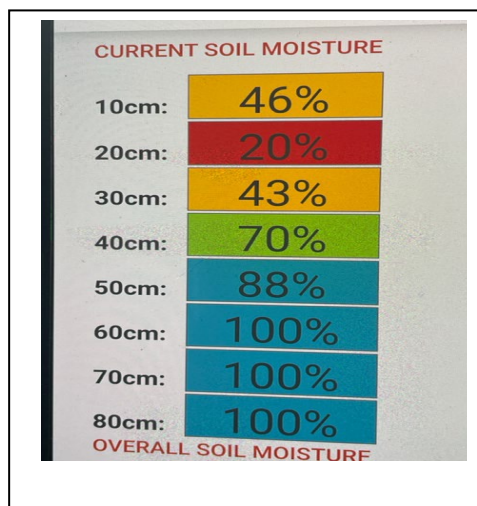 CURRENT SOIL MOISTURE
10cm: 46%
20cm: 20%
30cm: 43%
40cm: 70%
50cm: 88%
60cm: 100%
70cm: 100%
80cm: 100%
OVERALL SOIL MOISTURE